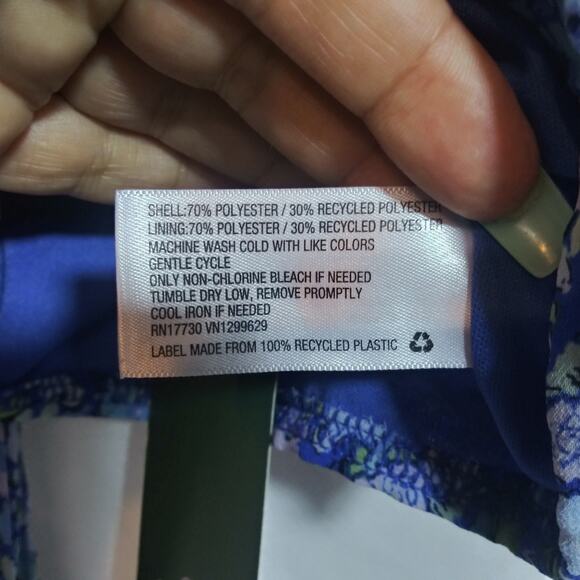 SHELL:70% POLYESTER / 30% RECYCLED POLYESTER
LINING:70% POLYESTER / 30% RECYCLED POLYESTER
MACHINE WASH COLD WITH LIKE COLORS
GENTLE CYCLE
ONLY NON-CHLORINE BLEACH IF NEEDED
TUMBLE DRY LOW, REMOVE PROMPTLY
COOL IRON IF NEEDED
RN17730 VN1299629
LABEL MADE FROM 100% RECYCLED PLASTIC